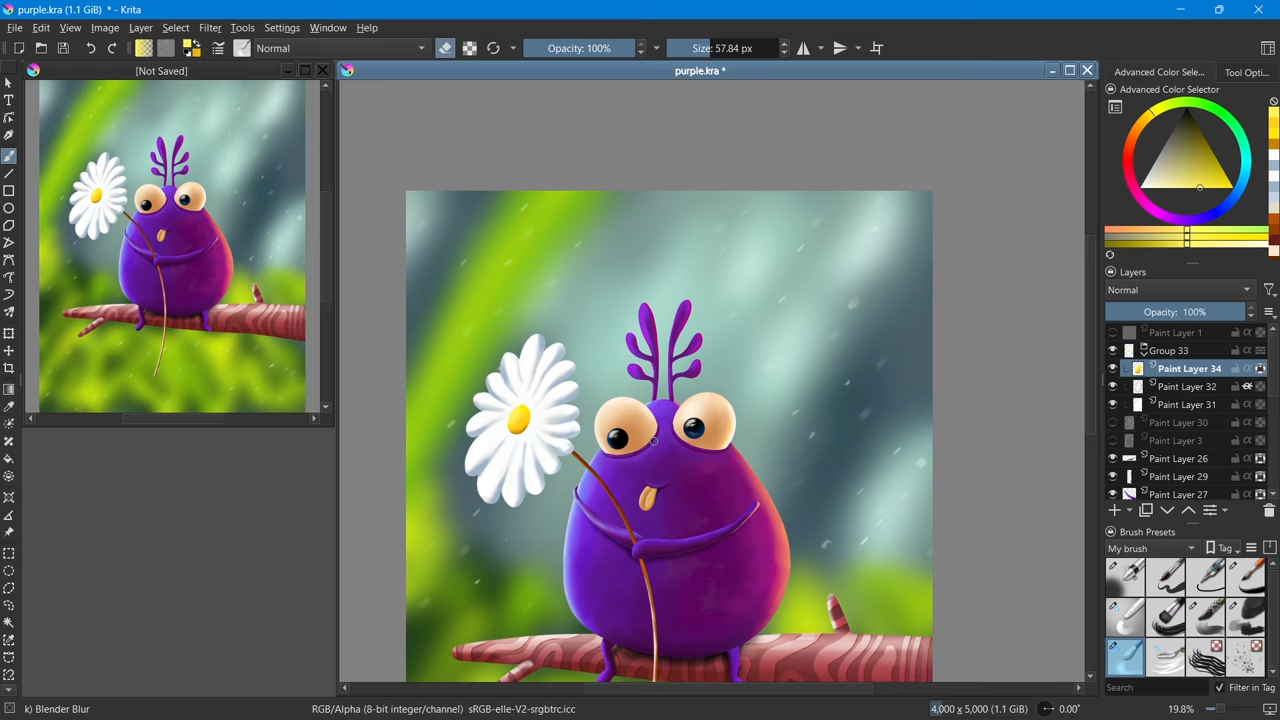 purple.kra (1.1 GiB) * - Krita
File Edit View Image Layer Select Filter Tools Settings Window Help
Normal
Opacity: 100%
Size: 57.84 px
[Not Saved]
purple.kra *
Advanced Color Sele...
Tool Opti...
Advanced Color Selector
Layers
Normal
Opacity: 100%
Paint Layer 1
Group 33
Paint Layer 34
Paint Layer 32
Paint Layer 31
Paint Layer 30
Paint Layer 3
Paint Layer 26
Paint Layer 29
Paint Layer 27
Brush Presets
My brush
Tag
Search
Filter in Tag
k) Blender Blur
RGB/Alpha (8-bit integer/channel) sRGB-elle-V2-srgbtrc.icc
4,000 x 5,000 (1.1 GiB)
0.00°
19.8%